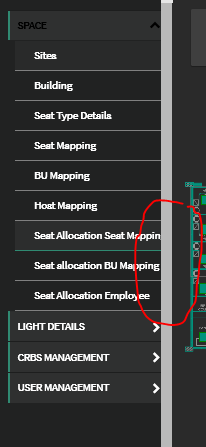 SPACE
Sites
Building
Seat Type Details
Seat Mapping
BU Mapping
Host Mapping
Seat Allocation Seat Mappin
Seat allocation BU Mapping
Seat Allocation Employee
LIGHT DETAILS
CRBS MANAGEMENT
USER MANAGEMENT